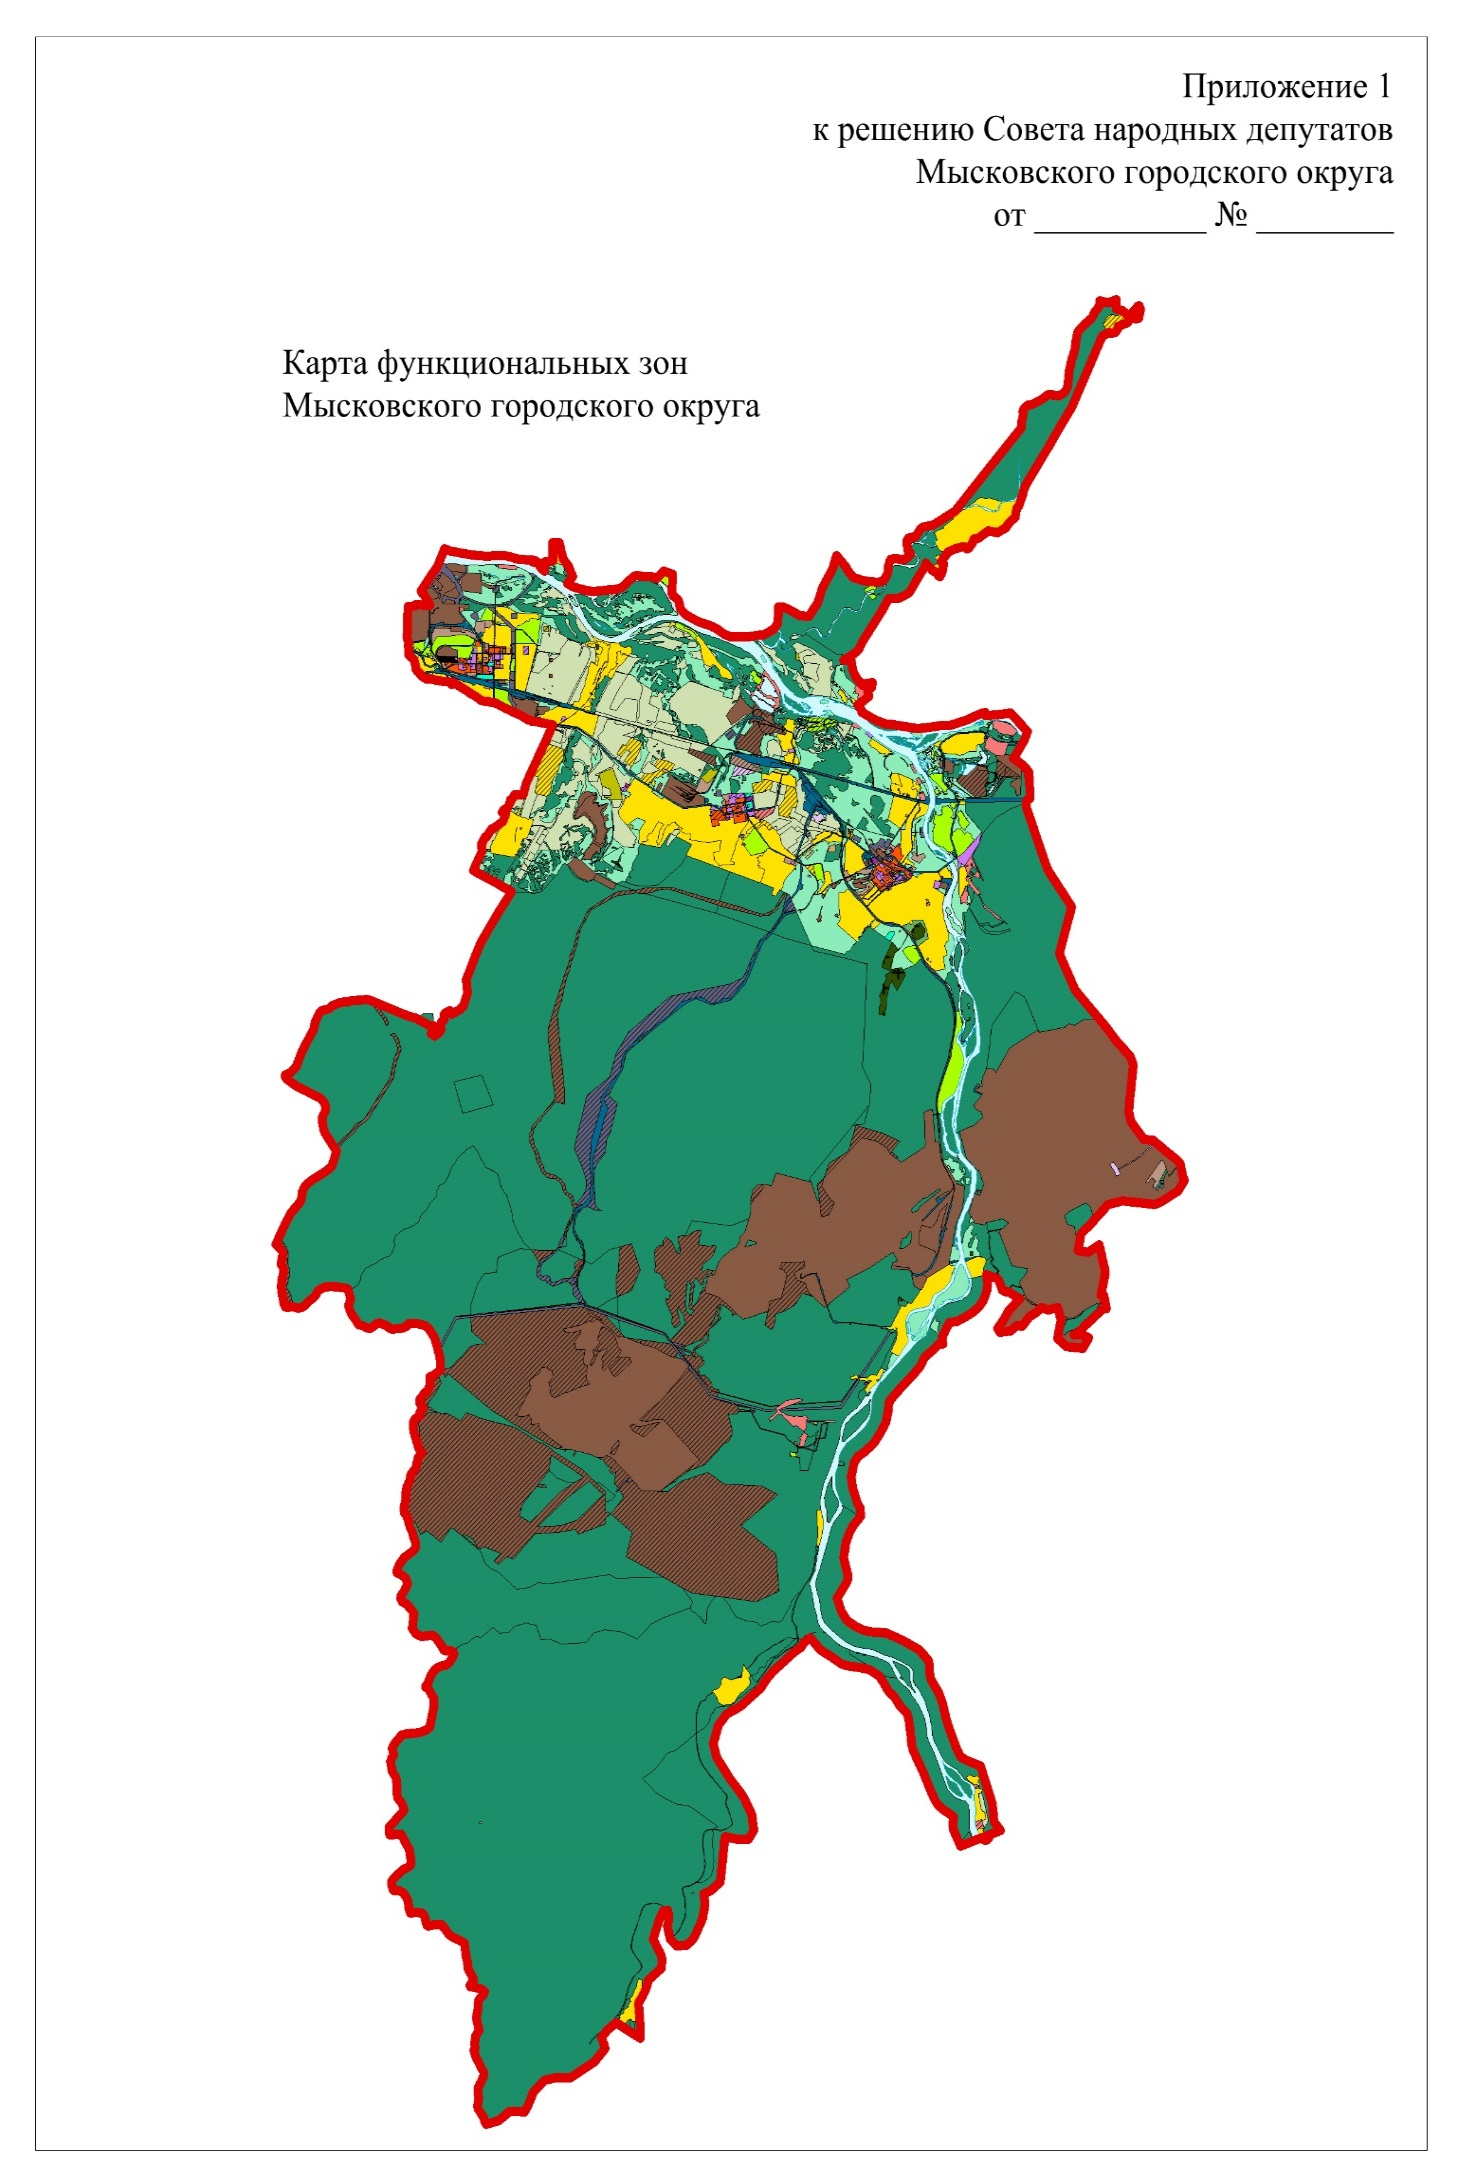 Приложение 1
к решению Совета народных депутатов
Мысковского городского округа
от __________ № ________
Карта функциональных зон
Мысковского городского округа